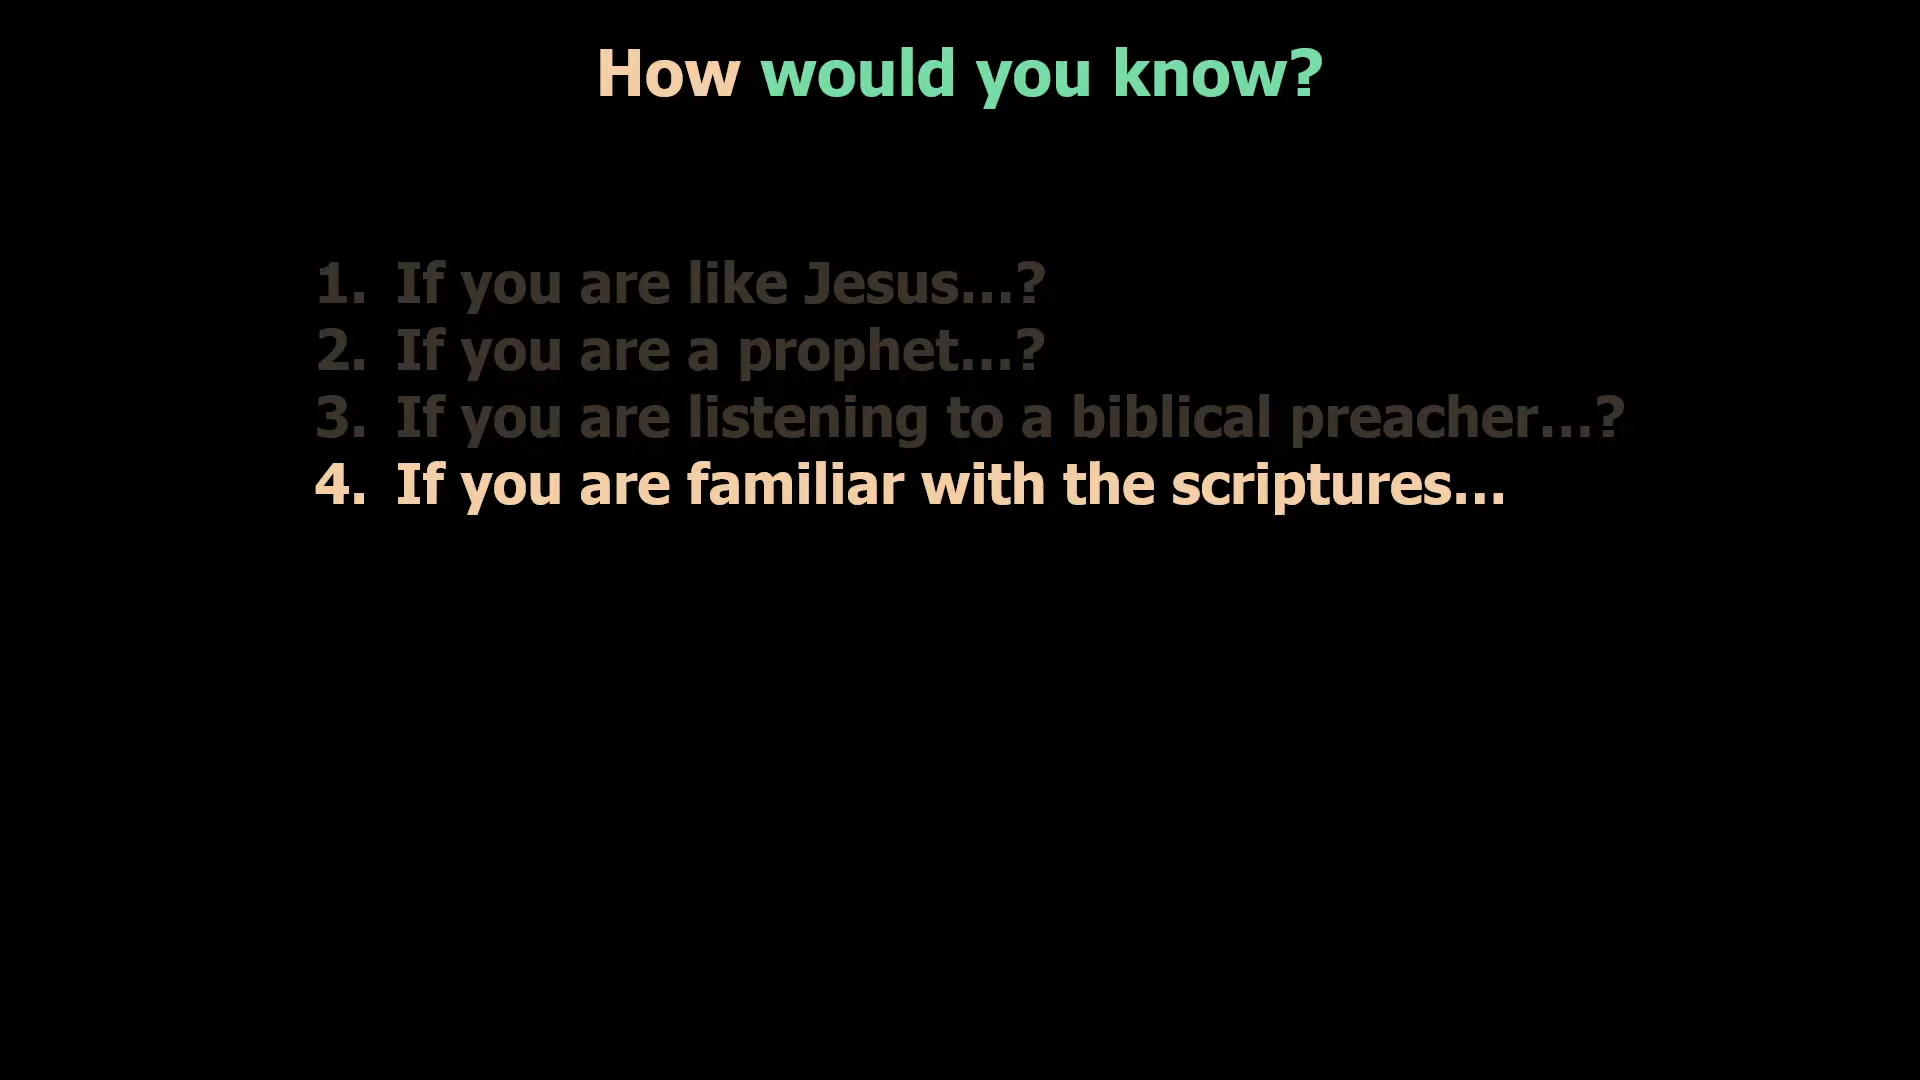 How would you know?
1. If you are like Jesus...?
2. If you are a prophet...?
3. If you are listening to a biblical preacher...?
4. If you are familiar with the scriptures...